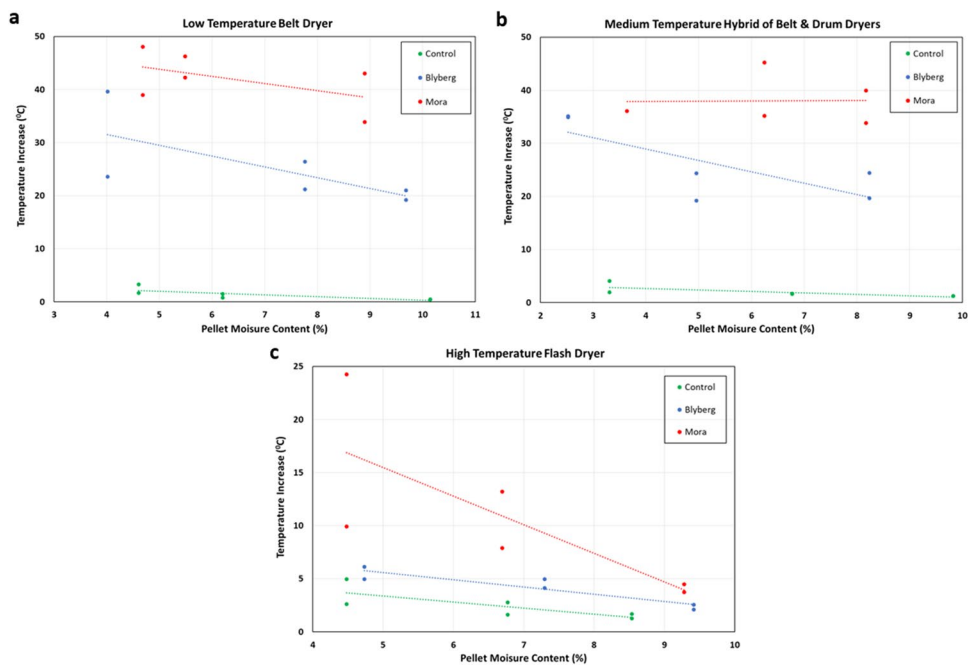 a
Low Temperature Belt Dryer
50
40
30
20
10
0
3 4 5 6 7 8 9 10 11
Temperature Increase (⁰C)
Pellet Moisure Content (%)
Control
Blyberg
Mora
b
Medium Temperature Hybrid of Belt & Drum Dryers
50
40
30
20
10
0
2 3 4 5 6 7 8 9 10
Temperature Inrease (⁰C)
Pellet Moisure Content (%)
Control
Blyberg
Mora
c
High Temperature Flash Dryer
25
20
15
10
5
0
4 5 6 7 8 9 10
Temperature Increase (⁰C)
Pellet Moisure Content (%)
Control
Blyberg
Mora